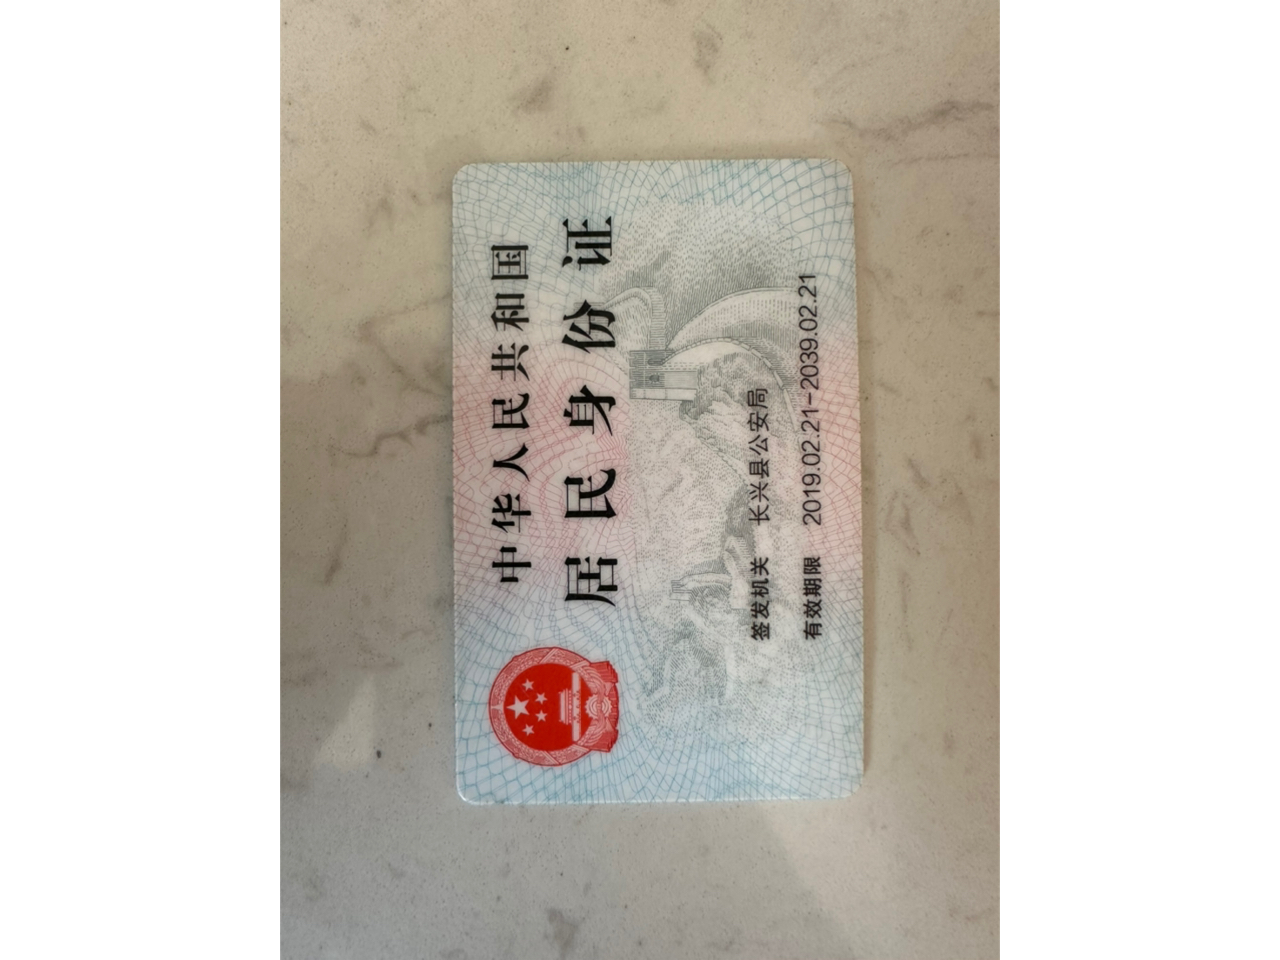 中华人民共和国
居民身份证
签发机关 长兴县公安局
有效期限 2019.02.21-2039.02.21